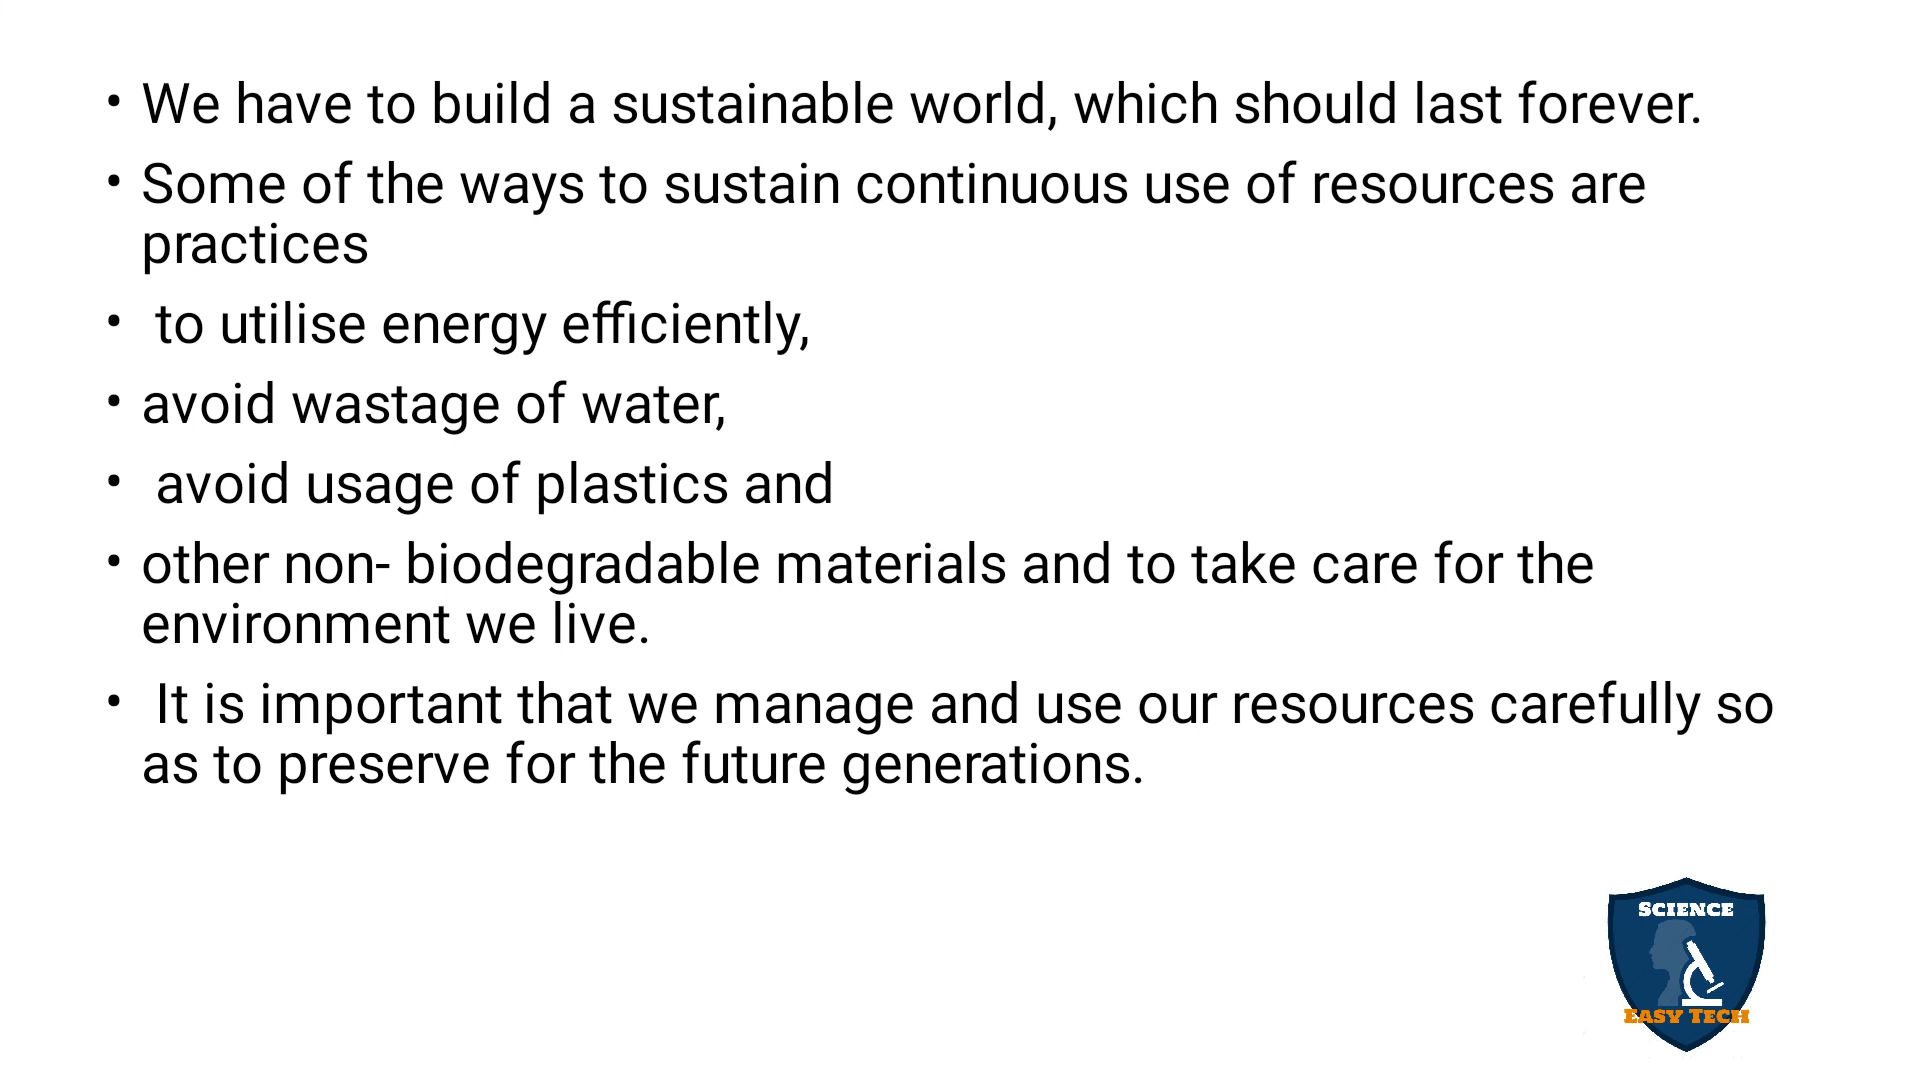 • We have to build a sustainable world, which should last forever.
• Some of the ways to sustain continuous use of resources are
practices
• to utilise energy efficiently,
• avoid wastage of water,
• avoid usage of plastics and
• other non- biodegradable materials and to take care for the
environment we live.
• It is important that we manage and use our resources carefully so
as to preserve for the future generations.
SCIENCE
EASY TECH